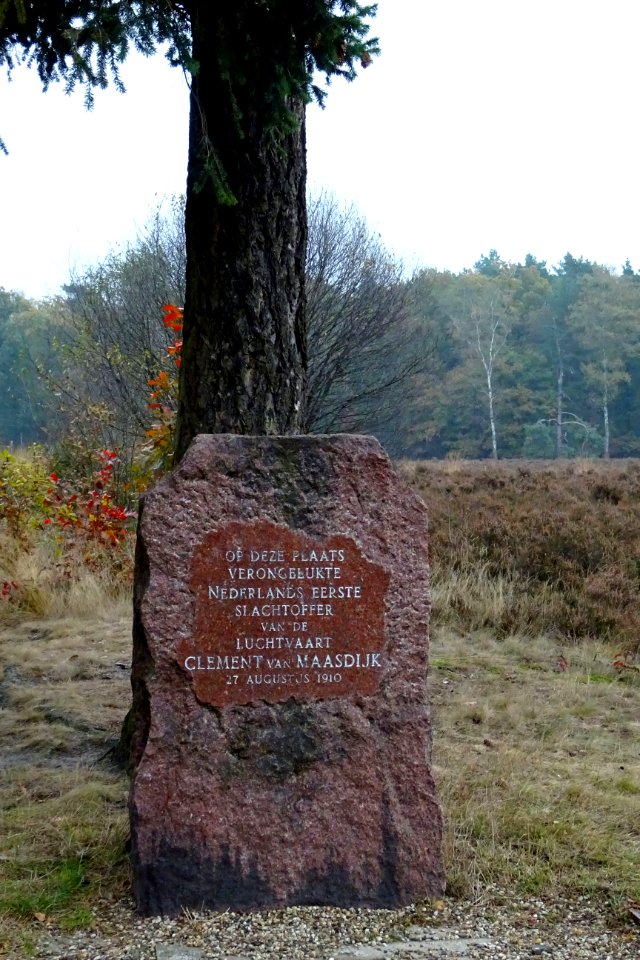 OP DEZE PLAATS
VERONGELUKTE
NEDERLANDS EERSTE
SLACHTOFFER
VAN DE
LUCHTVAART
CLEMENT VAN MAASDIJK
27 AUGUSTUS 1910